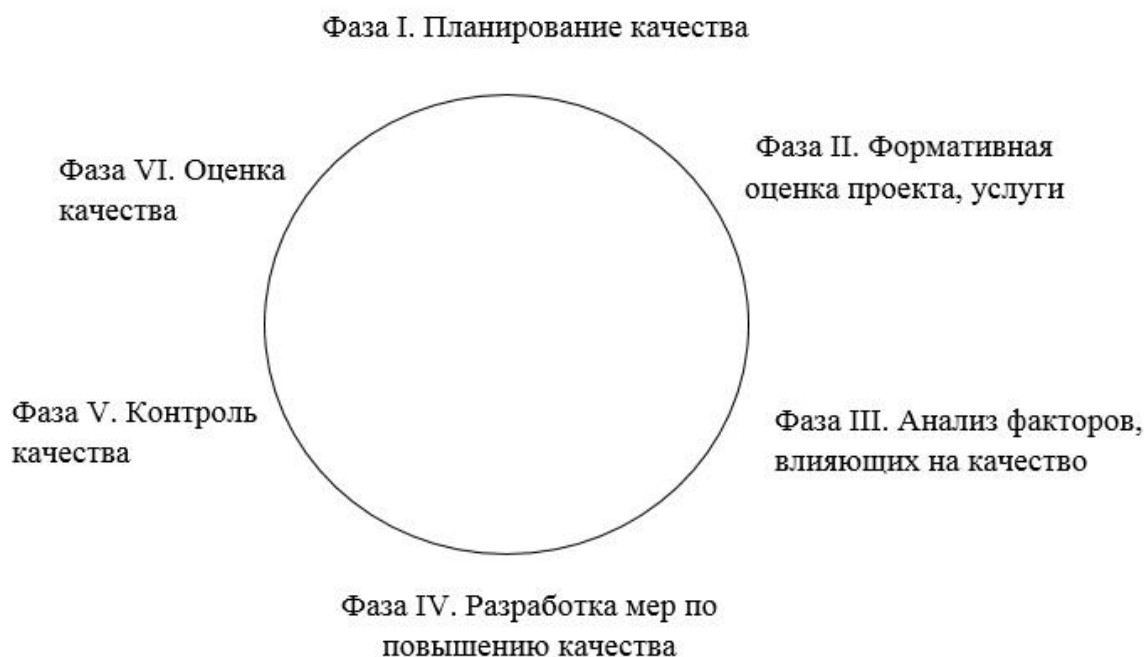 Фаза I. Планирование качества
Фаза II. Формативная
оценка проекта, услуги
Фаза III. Анализ факторов,
влияющих на качество
Фаза IV. Разработка мер по
повышению качества
Фаза V. Контроль
качества
Фаза VI. Оценка
качества